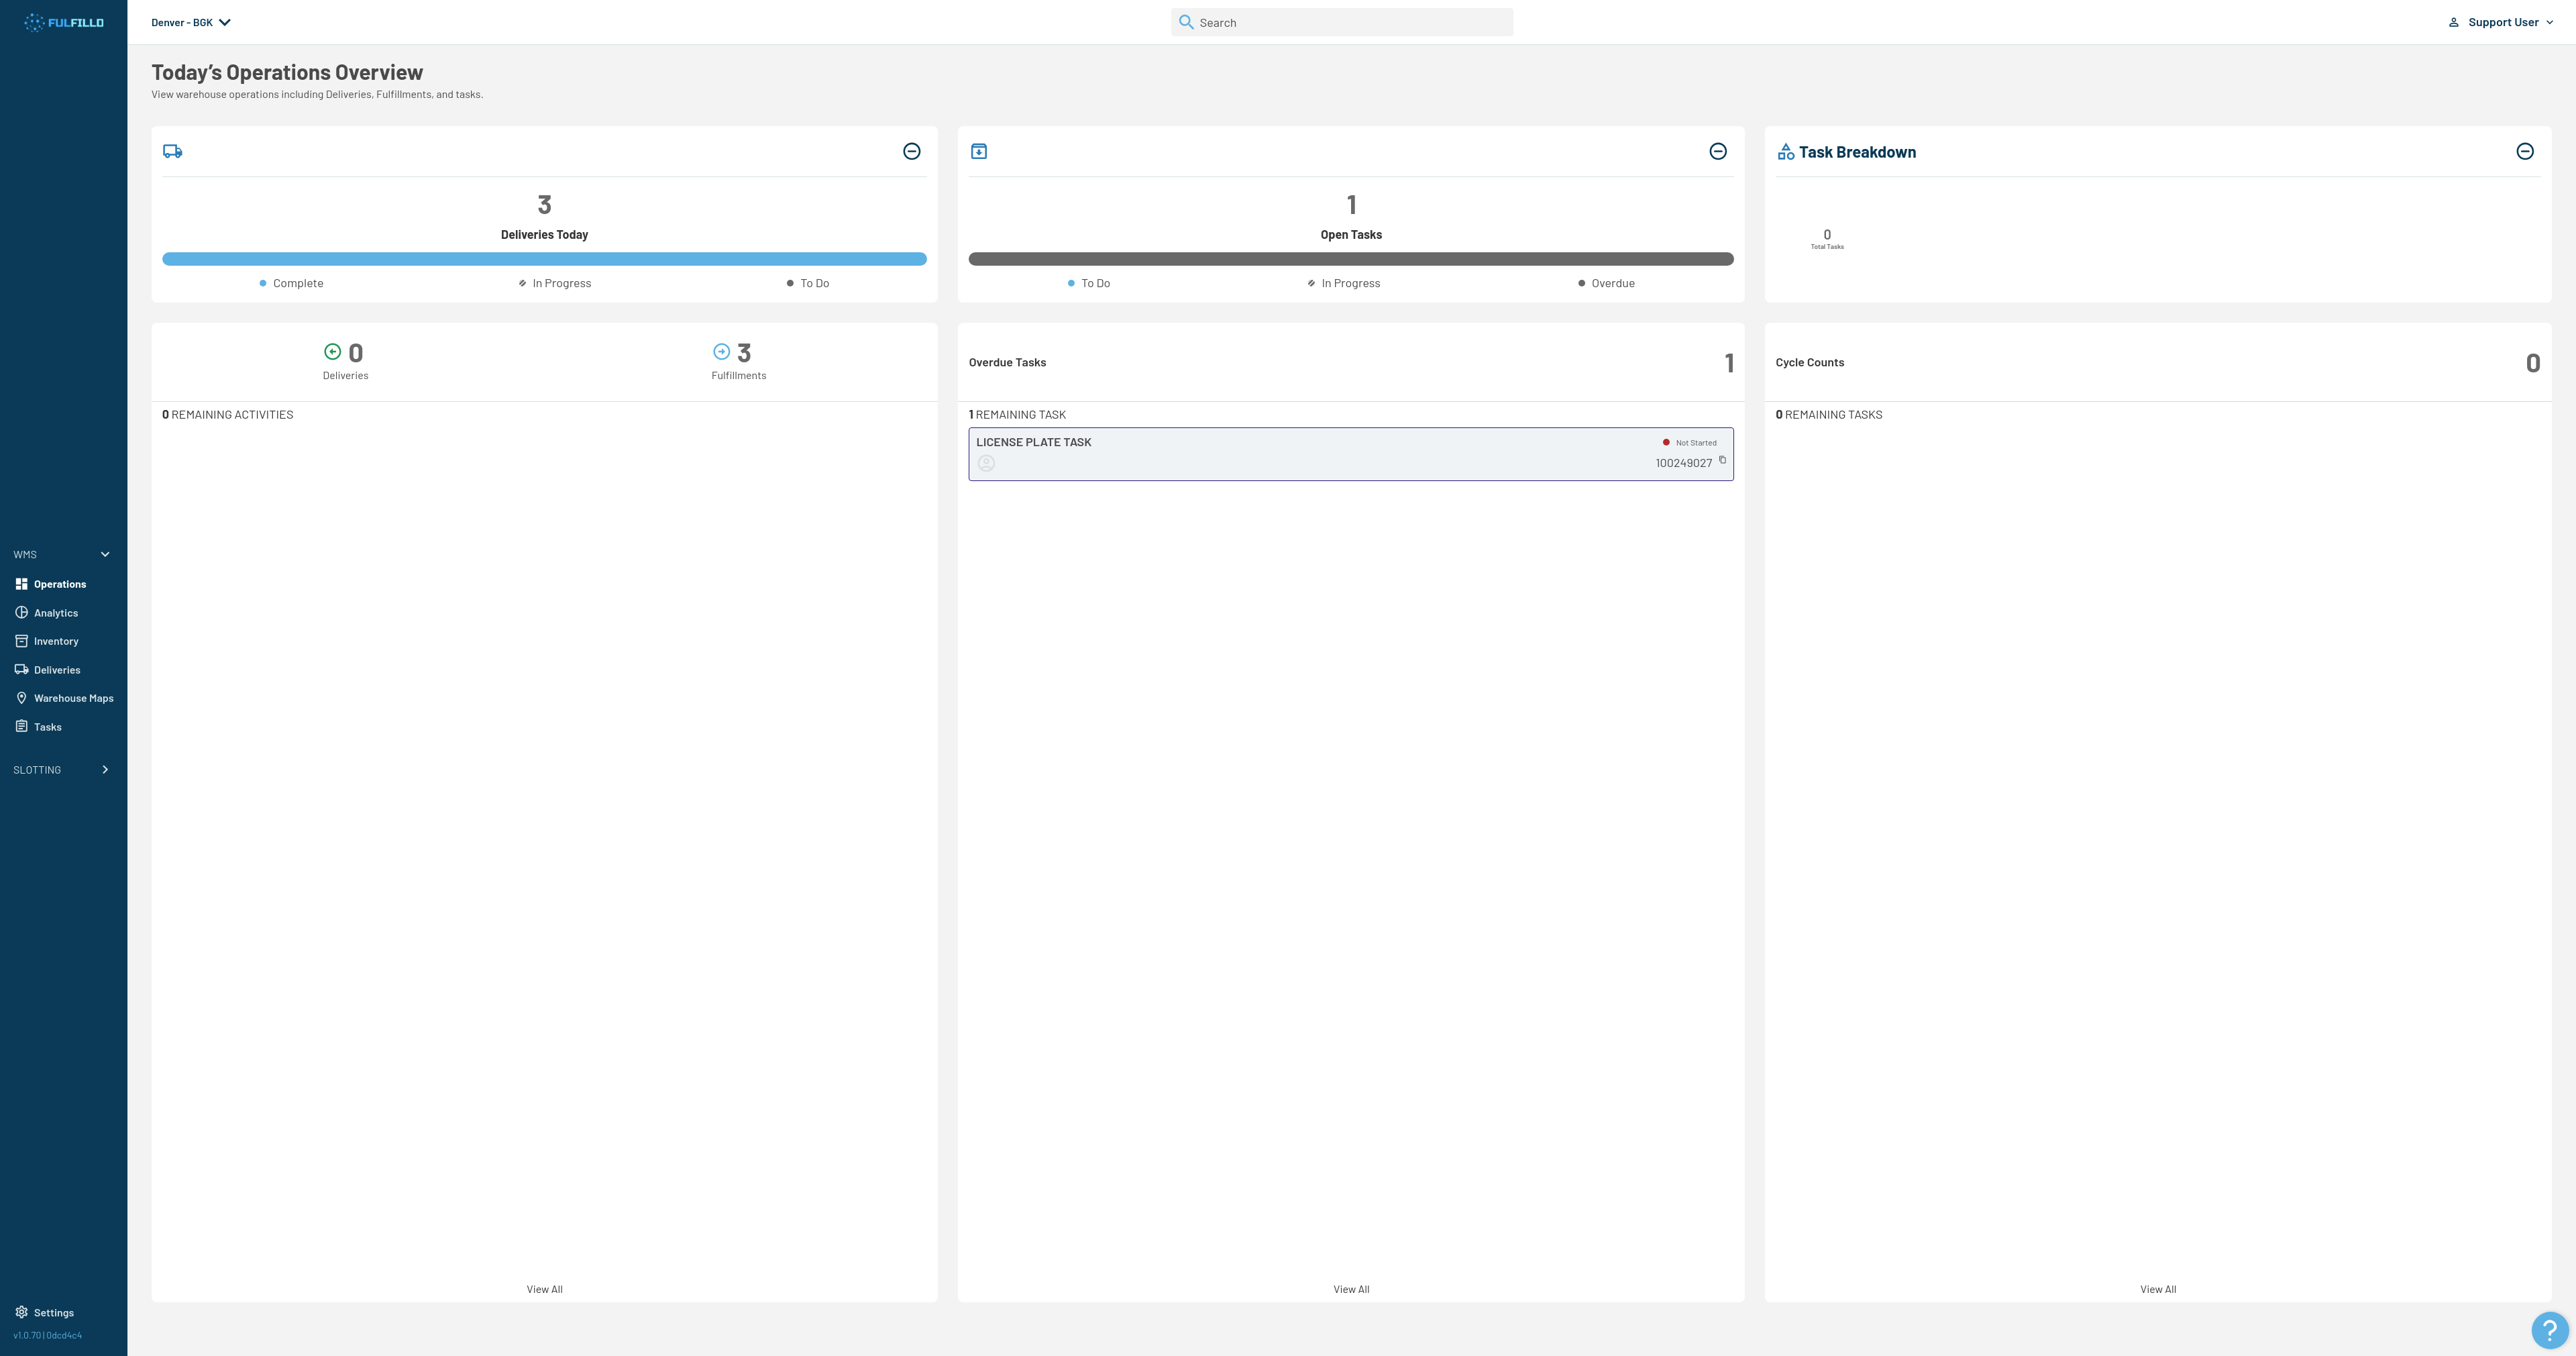 FULFILLD
Denver - BGK
Search
Support User
Today’s Operations Overview
View warehouse operations including Deliveries, Fulfillments, and tasks.
3
Deliveries Today
Complete
In Progress
To Do
1
Open Tasks
To Do
In Progress
Overdue
Task Breakdown
0
Total Tasks
0
Deliveries
3
Fulfillments
0 REMAINING ACTIVITIES
View All
Overdue Tasks
1
1 REMAINING TASK
LICENSE PLATE TASK
Not Started
100249027
View All
Cycle Counts
0
0 REMAINING TASKS
View All
WMS
Operations
Analytics
Inventory
Deliveries
Warehouse Maps
Tasks
SLOTTING
Settings
v1.0.70 | 0dcd4c4
?